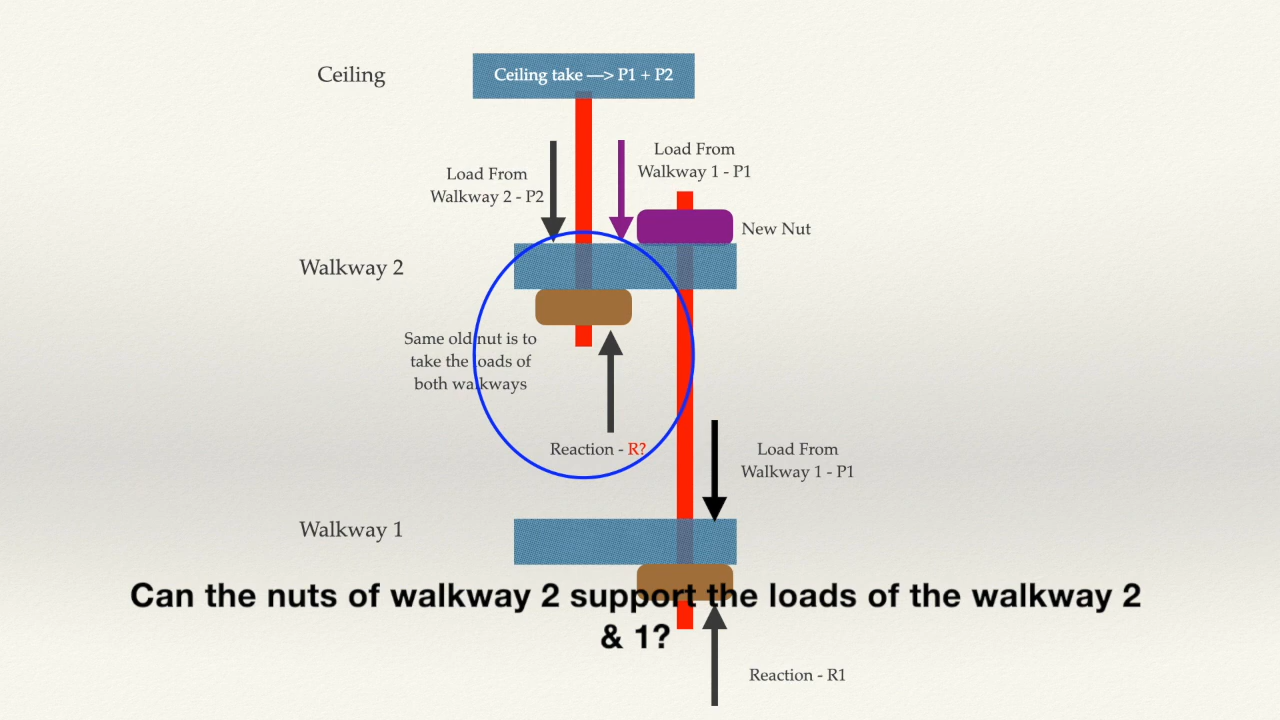 Ceiling
Ceiling take —> P1 + P2
Load From
Walkway 1 - P1
Load From
Walkway 2 - P2
New Nut
Walkway 2
Same old nut is to
take the loads of
both walkways
Reaction - R?
Load From
Walkway 1 - P1
Walkway 1
Can the nuts of walkway 2 support the loads of the walkway 2
& 1?
Reaction - R1